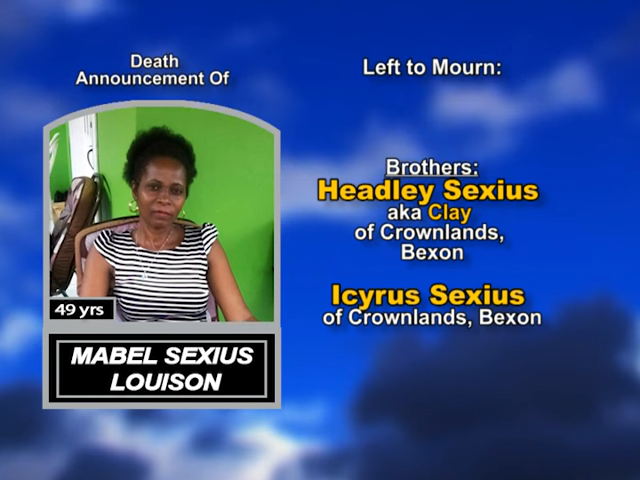 Death
Announcement Of
49 yrs
MABEL SEXIUS
LOUISON
Left to Mourn:
Brothers:
Headley Sexius
aka Clay
of Crownlands,
Bexon
Icyrus Sexius
of Crownlands, Bexon